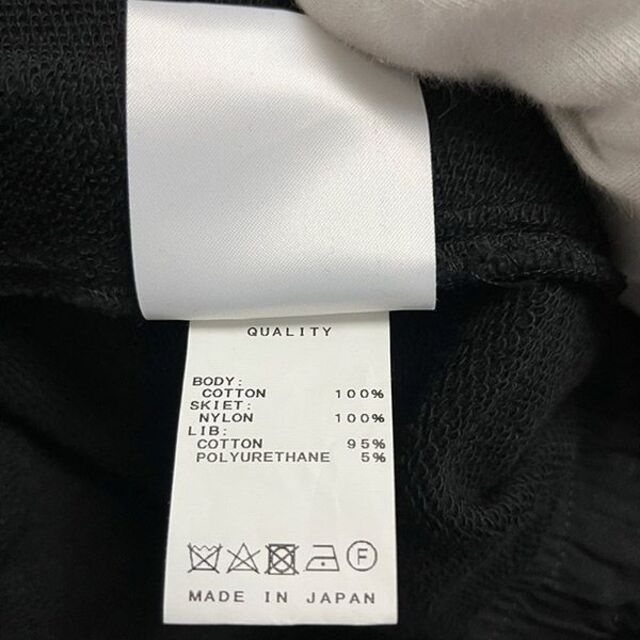 QUALITY
BODY:
COTTON 100%
SKIET:
NYLON 100%
LIB:
COTTON 95%
POLYURETHANE 5%
F
MADE IN JAPAN